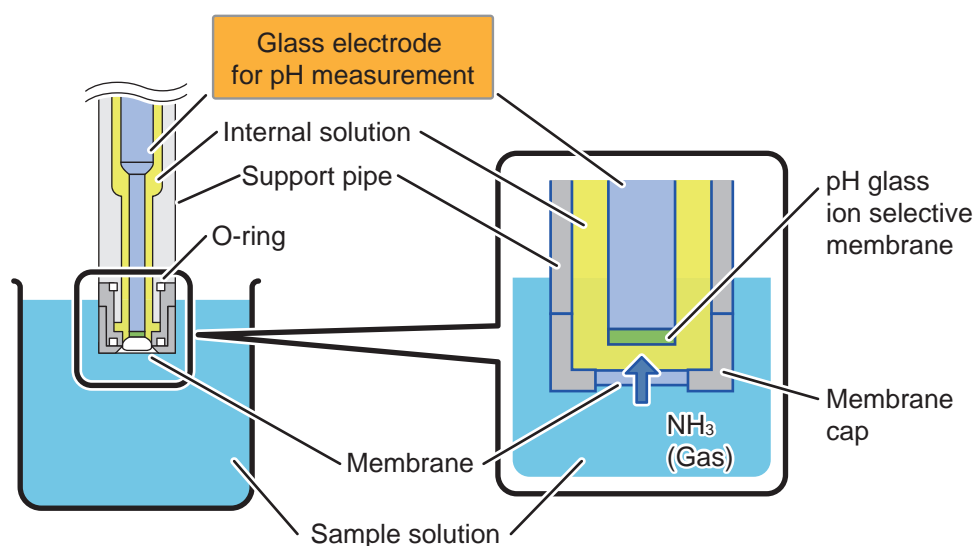 Glass electrode
for pH measurement
Internal solution
Support pipe
O-ring
pH glass
ion selective
membrane
Membrane
cap
NH₃
(Gas)
Membrane
Sample solution